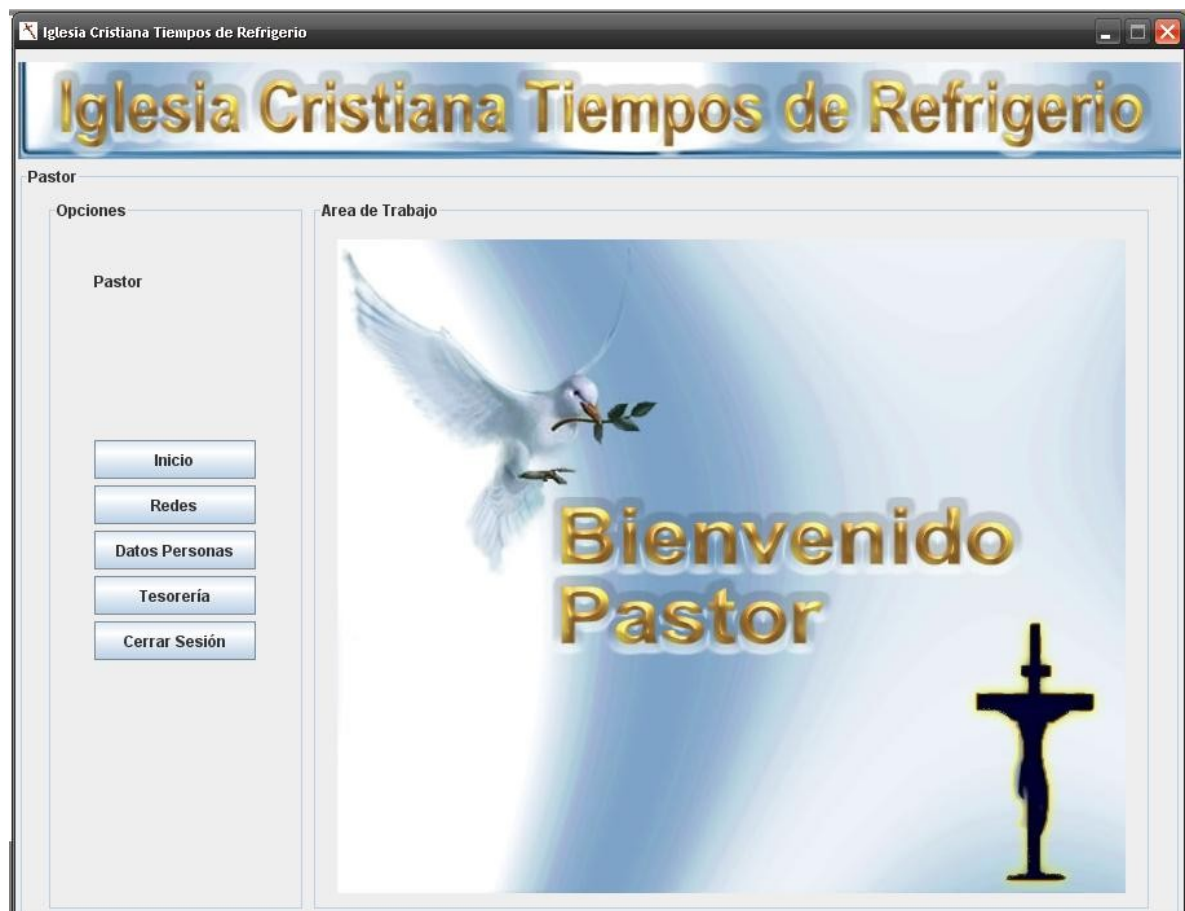 Iglesia Cristiana Tiempos de Refrigerio
Iglesia Cristiana Tiempos de Refrigerio
Pastor
Opciones
Area de Trabajo
Pastor
Inicio
Redes
Datos Personas
Tesorería
Cerrar Sesión
Bienvenido
Pastor